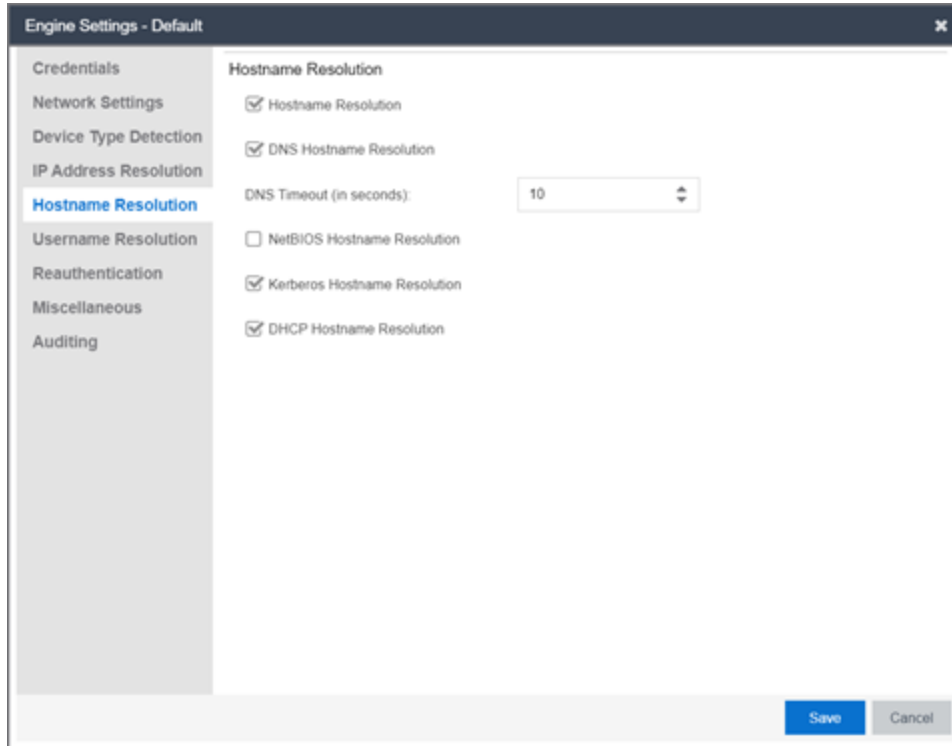 Engine Settings - Default
Credentials
Network Settings
Device Type Detection
IP Address Resolution
Hostname Resolution
Username Resolution
Reauthentication
Miscellaneous
Auditing
Hostname Resolution
Hostname Resolution
DNS Hostname Resolution
DNS Timeout (in seconds): 10
NetBIOS Hostname Resolution
Kerberos Hostname Resolution
DHCP Hostname Resolution
Save Cancel